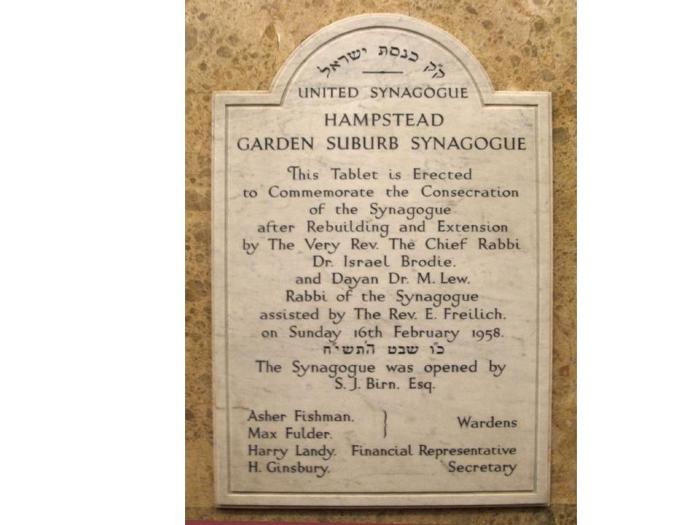 ק״ק כנסת ישראל
UNITED SYNAGOGUE
HAMPSTEAD
GARDEN SUBURB SYNAGOGUE
This Tablet is Erected
to Commemorate the Consecration
of the Synagogue
after Rebuilding and Extension
by The Very Rev. The Chief Rabbi
Dr. Israel Brodie.
and Dayan Dr. M. Lew.
Rabbi of the Synagogue
assisted by The Rev. E. Freilich.
on Sunday 16th February 1958.
כ״ו שבט ה׳תשי״ח
The Synagogue was opened by
S. J. Birn. Esq.
Asher Fishman. } Wardens
Max Fulder.
Harry Landy. Financial Representative
H. Ginsbury. Secretary